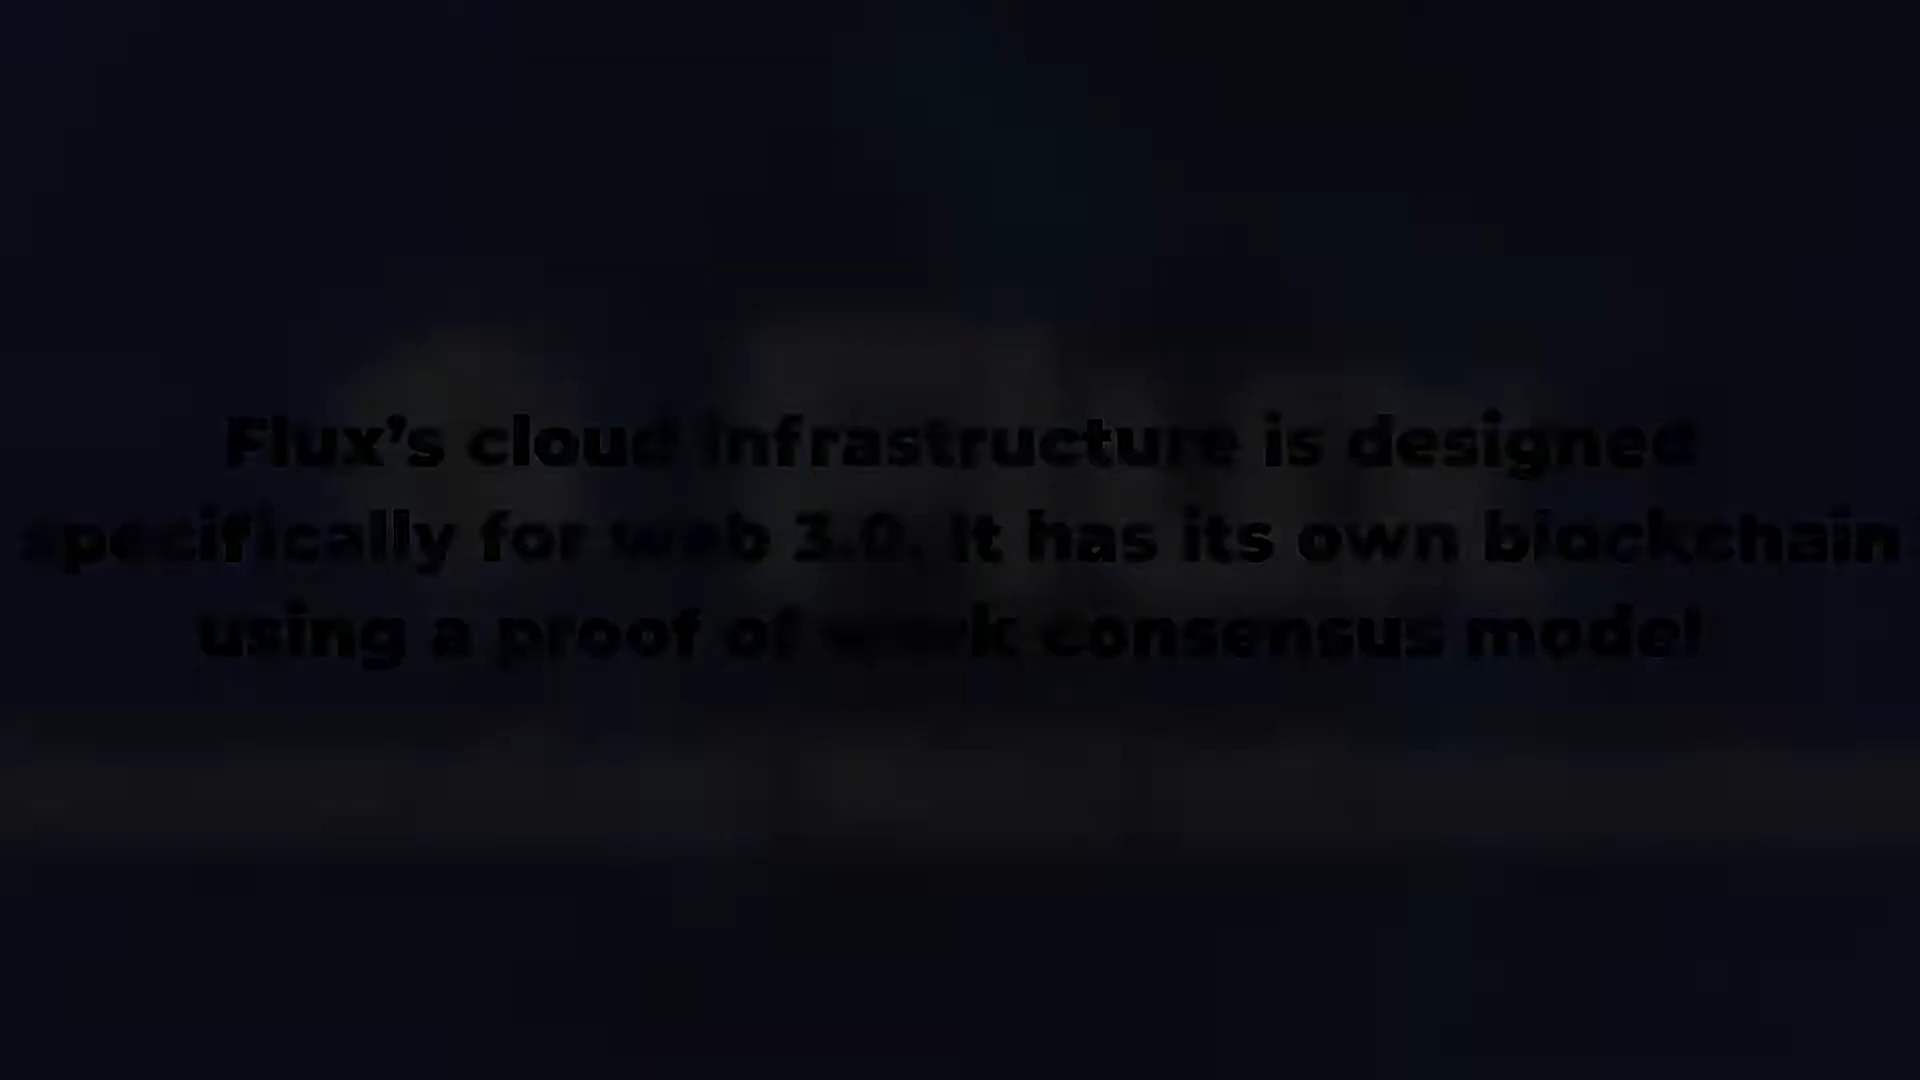 Flux’s cloud infrastructure is designed
specifically for web 3.0. It has its own blockchain
using a proof of work consensus model